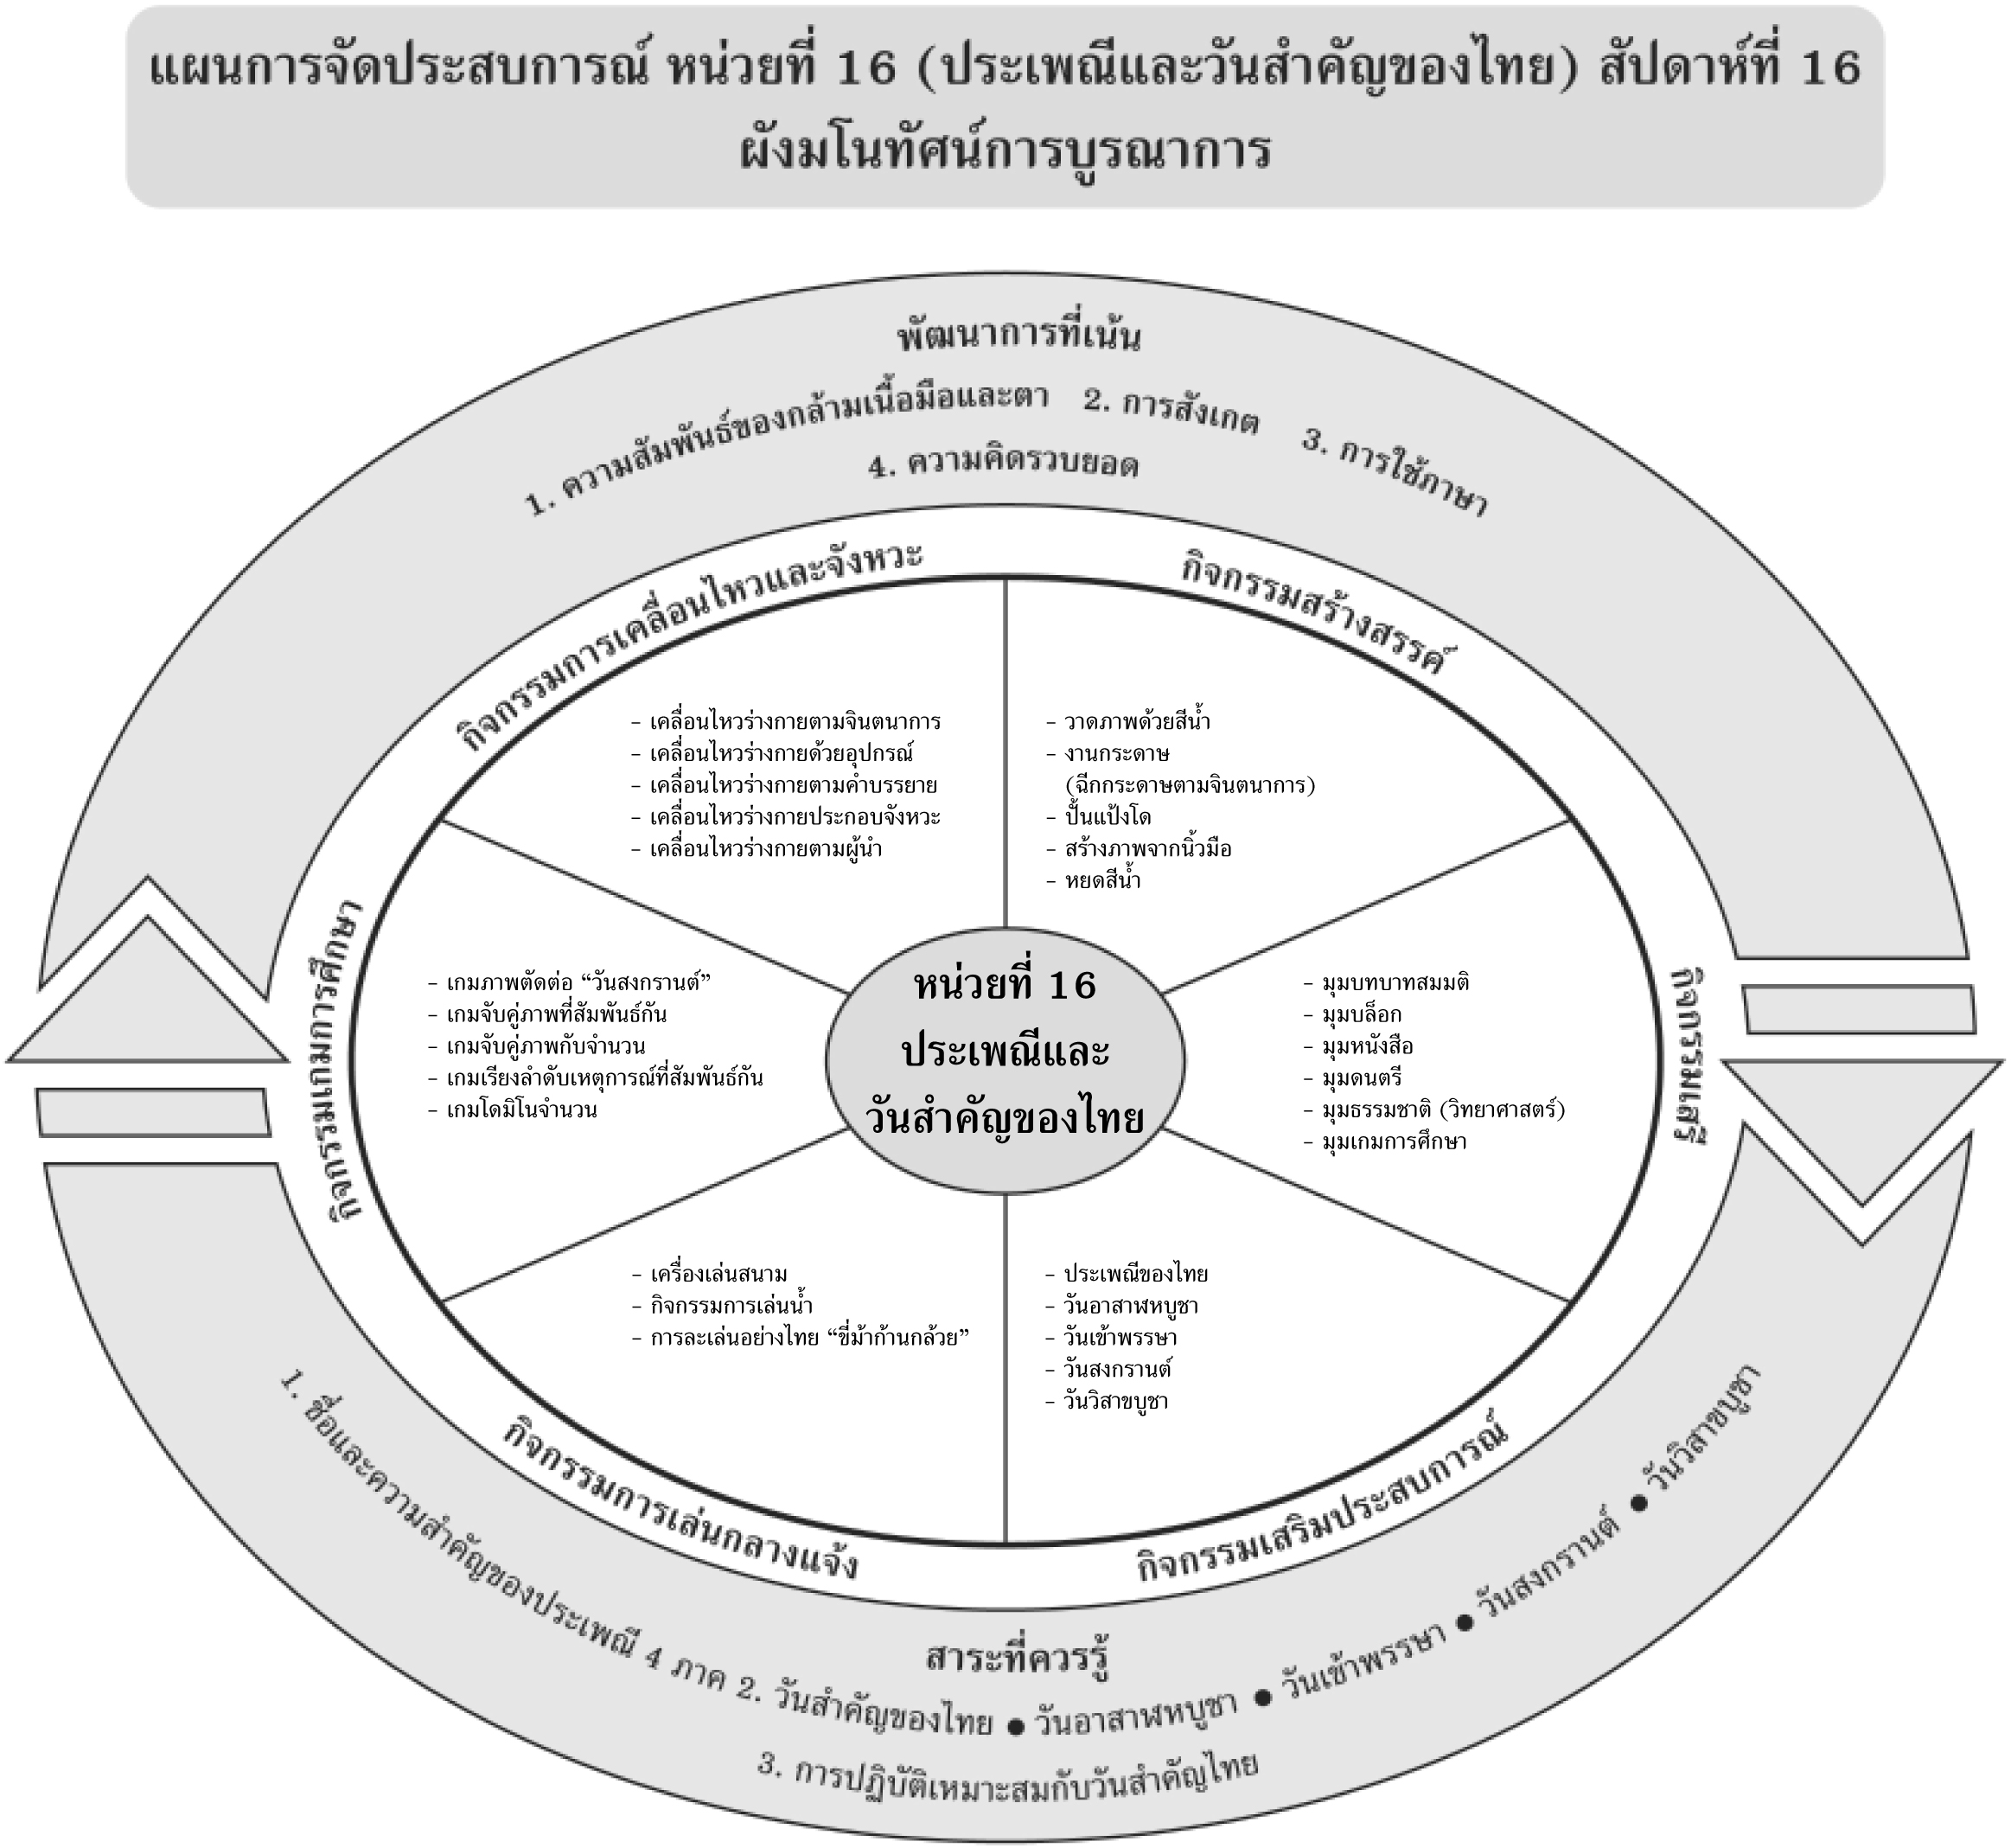 แผนการจัดประสบการณ์ หน่วยที่ 16 (ประเพณีและวันสำคัญของไทย) สัปดาห์ที่ 16
ผังมโนทัศน์การบูรณาการ
พัฒนาการที่เน้น
1. ความสัมพันธ์ของกล้ามเนื้อมือและตา 2. การสังเกต 3. การใช้ภาษา
4. ความคิดรวบยอด
กิจกรรมการเคลื่อนไหวและจังหวะ
- เคลื่อนไหวร่างกายตามจินตนาการ
- เคลื่อนไหวร่างกายด้วยอุปกรณ์
- เคลื่อนไหวร่างกายตามคำบรรยาย
- เคลื่อนไหวร่างกายประกอบจังหวะ
- เคลื่อนไหวร่างกายตามผู้นำ
กิจกรรมสร้างสรรค์
- วาดภาพด้วยสีน้ำ
- งานกระดาษ
(ฉีกกระดาษตามจินตนาการ)
- ปั้นแป้งโด
- สร้างภาพจากนิ้วมือ
- หยดสีน้ำ
กิจกรรมเกมการศึกษา
- เกมภาพตัดต่อ “วันสงกรานต์”
- เกมจับคู่ภาพที่สัมพันธ์กัน
- เกมจับคู่ภาพกับจำนวน
- เกมเรียงลำดับเหตุการณ์ที่สัมพันธ์กัน
- เกมโดมิโนจำนวน
หน่วยที่ 16
ประเพณีและ
วันสำคัญของไทย
กิจกรรมเสรี
- มุมบทบาทสมมติ
- มุมบล็อก
- มุมหนังสือ
- มุมดนตรี
- มุมธรรมชาติ (วิทยาศาสตร์)
- มุมเกมการศึกษา
- เครื่องเล่นสนาม
- กิจกรรมการเล่นน้ำ
- การละเล่นอย่างไทย “ขี่ม้าก้านกล้วย”
กิจกรรมการเล่นกลางแจ้ง
- ประเพณีของไทย
- วันอาสาฬหบูชา
- วันเข้าพรรษา
- วันสงกรานต์
- วันวิสาขบูชา
กิจกรรมเสริมประสบการณ์
สาระที่ควรรู้
1. ชื่อและความสำคัญของประเพณี 4 ภาค 2. วันสำคัญของไทย ● วันอาสาฬหบูชา ● วันเข้าพรรษา ● วันสงกรานต์ ● วันวิสาขบูชา
3. การปฏิบัติเหมาะสมกับวันสำคัญไทย